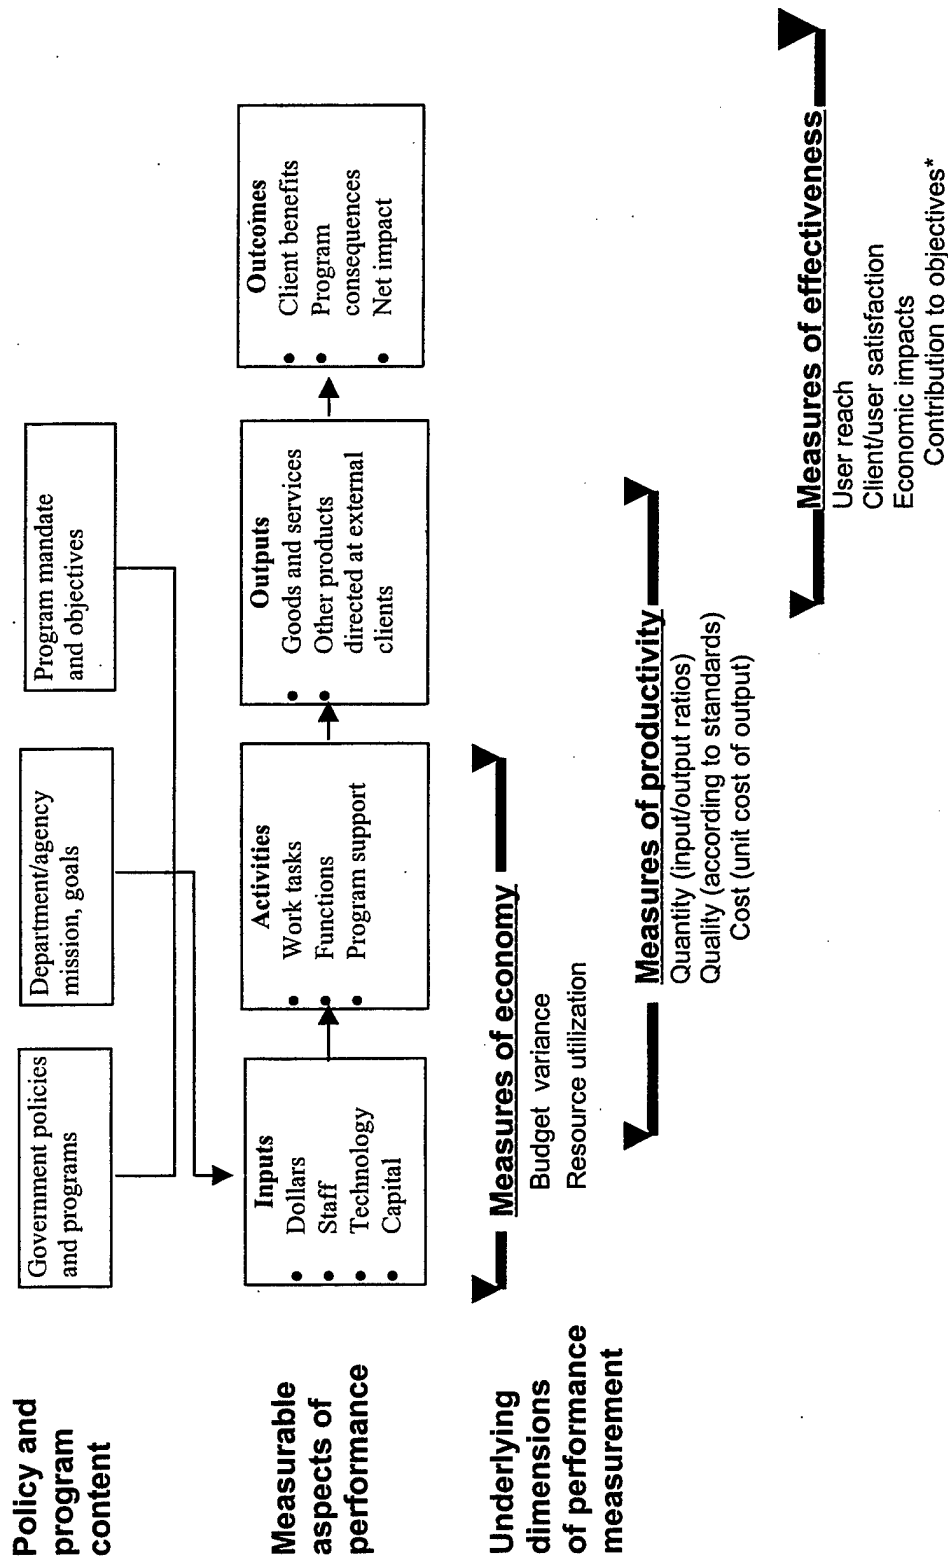 Policy and
program
content
Government policies
and programs
Department/agency
mission, goals
Program mandate
and objectives
Measurable
aspects of
performance
Inputs
• Dollars
• Staff
• Technology
• Capital
Activities
• Work tasks
• Functions
• Program support
Outputs
• Goods and services
• Other products
directed at external
clients
Outcomes
• Client benefits
• Program
consequences
• Net impact
Underlying
dimensions
of performance
measurement
Measures of economy
Budget variance
Resource utilization
Measures of productivity
Quantity (input/output ratios)
Quality (according to standards)
Cost (unit cost of output)
Measures of effectiveness
User reach
Client/user satisfaction
Economic impacts
Contribution to objectives*